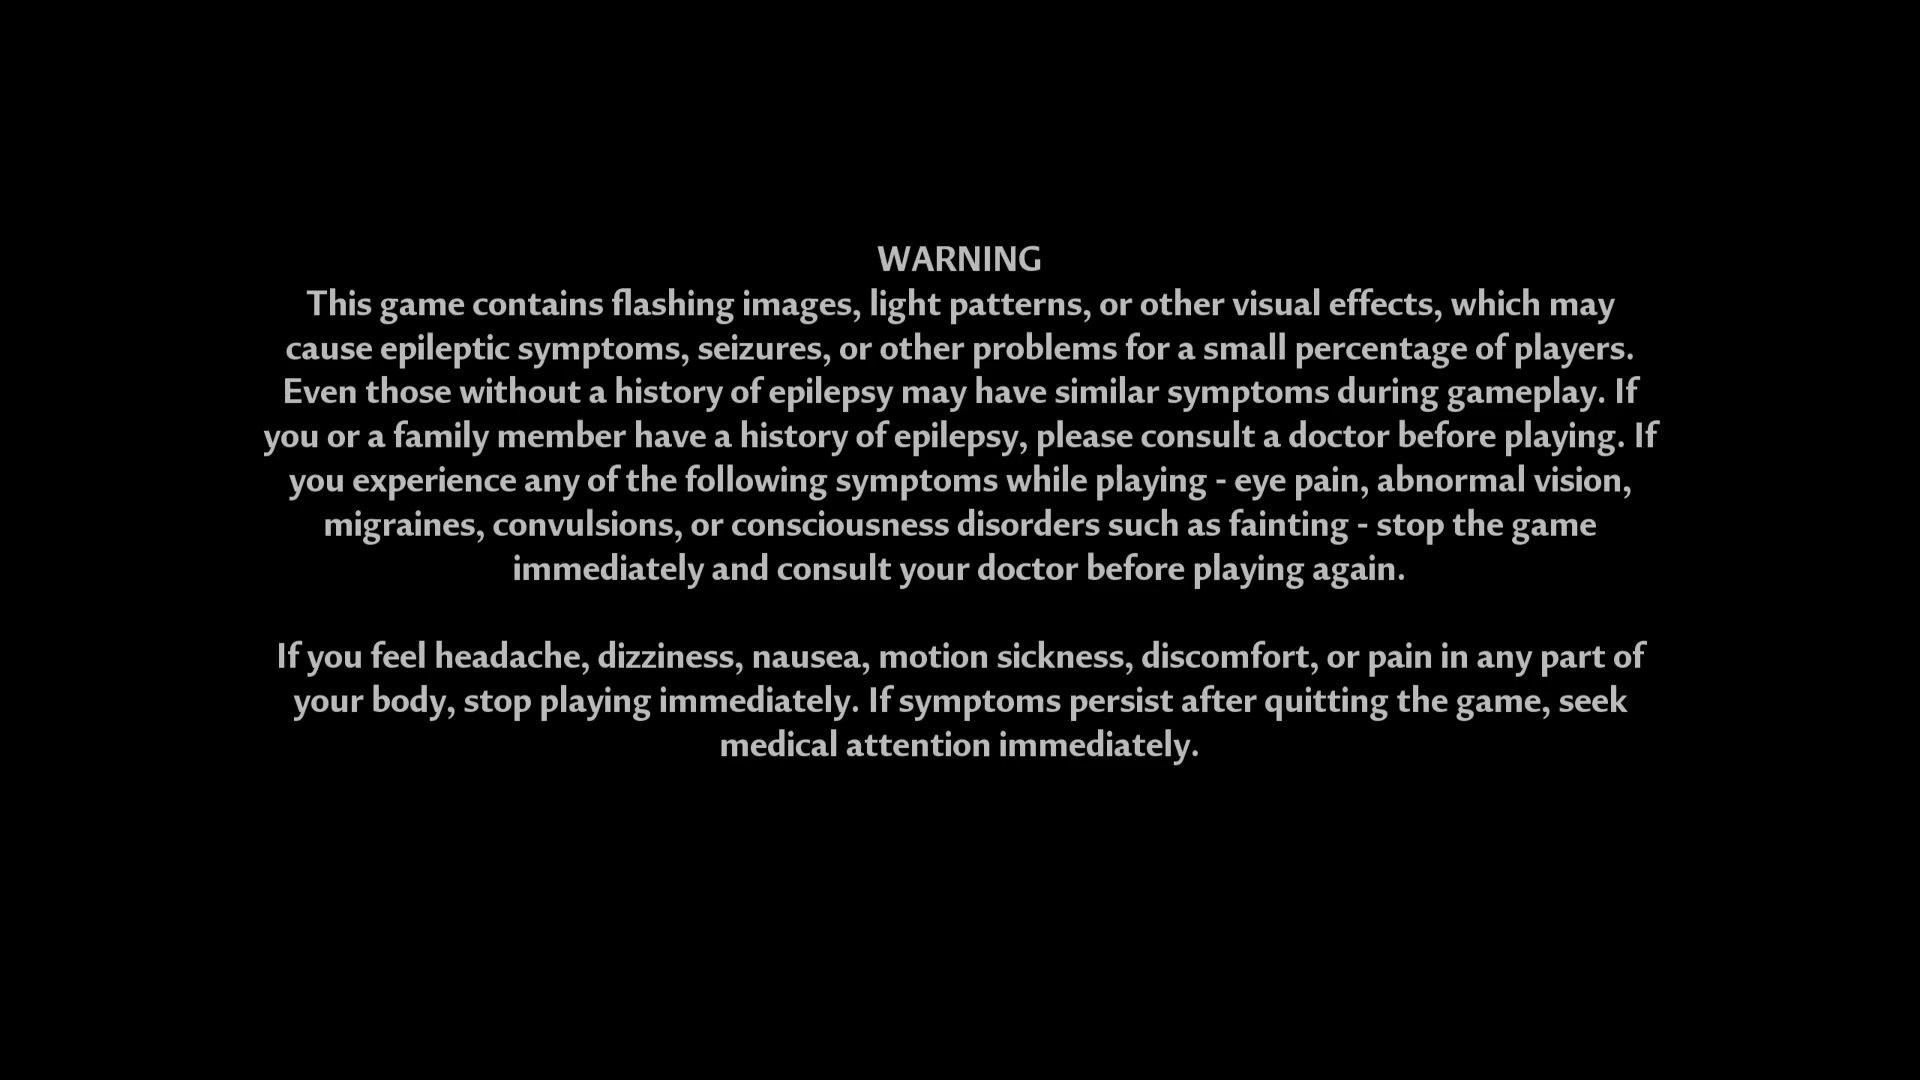 WARNING
This game contains flashing images, light patterns, or other visual effects, which may
cause epileptic symptoms, seizures, or other problems for a small percentage of players.
Even those without a history of epilepsy may have similar symptoms during gameplay. If
you or a family member have a history of epilepsy, please consult a doctor before playing. If
you experience any of the following symptoms while playing - eye pain, abnormal vision,
migraines, convulsions, or consciousness disorders such as fainting - stop the game
immediately and consult your doctor before playing again.
If you feel headache, dizziness, nausea, motion sickness, discomfort, or pain in any part of
your body, stop playing immediately. If symptoms persist after quitting the game, seek
medical attention immediately.